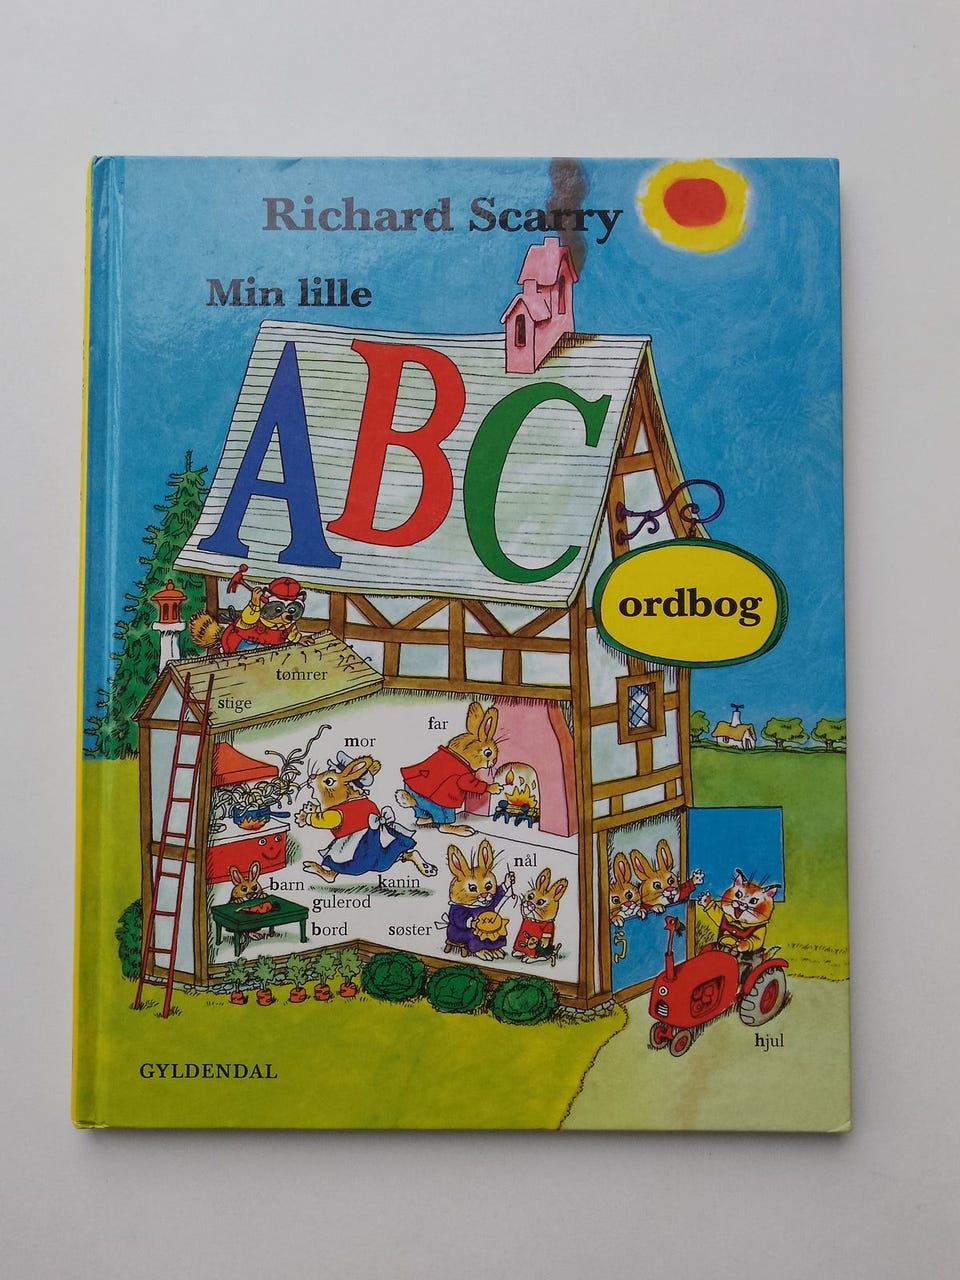 Richard Scarry
Min lille
ABC
ordbog
tømrer
stige
far
mor
nål
barn
kanin
gulerod
bord
søster
hjul
GYLDENDAL